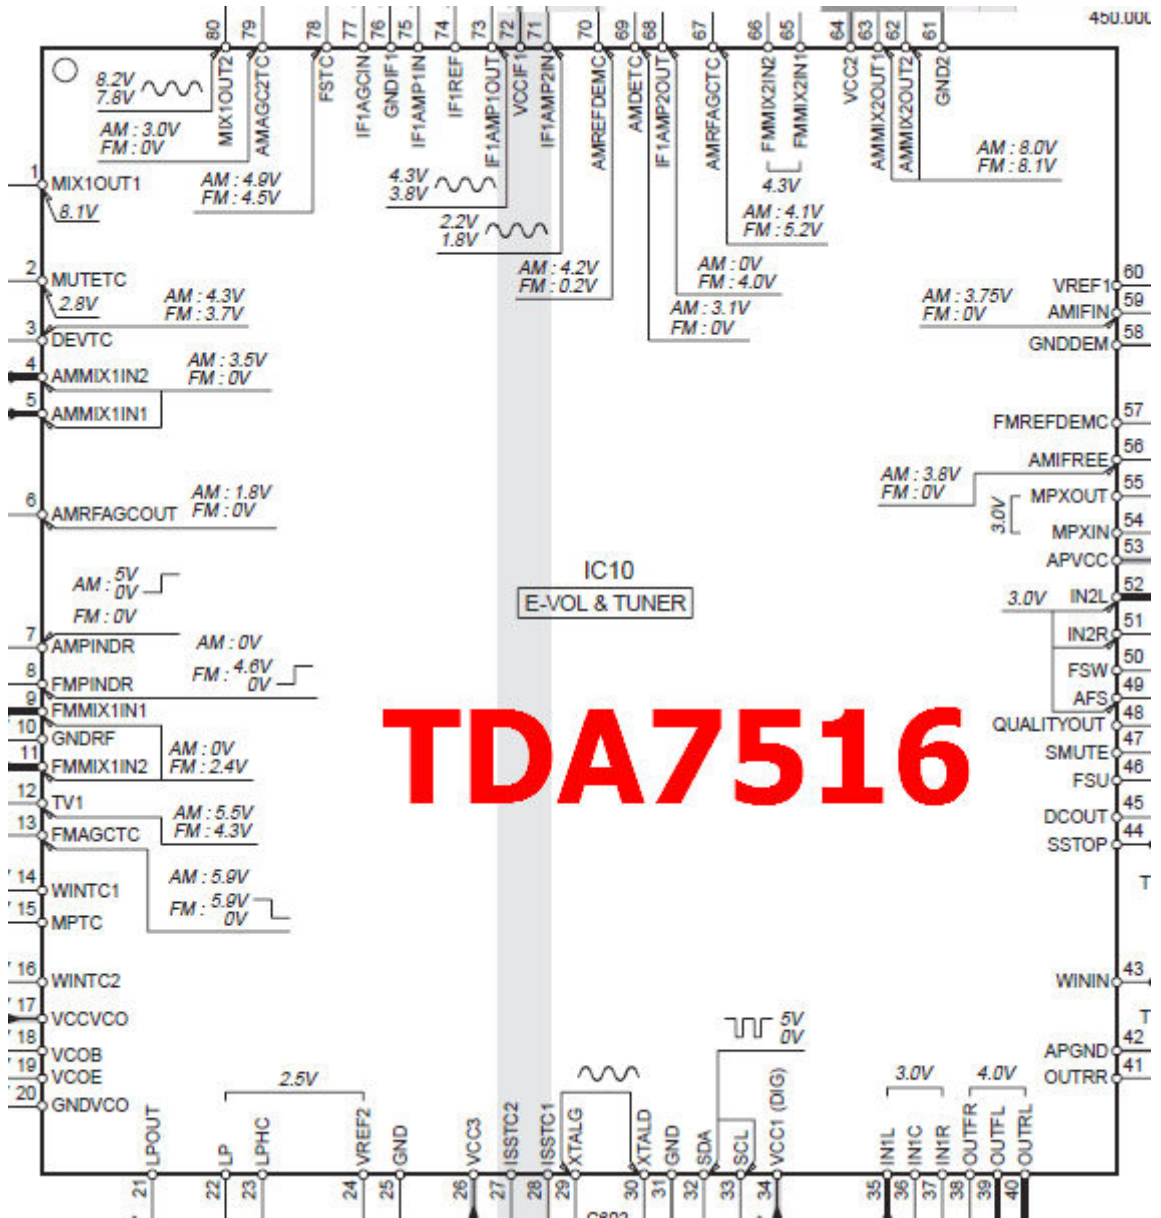 450.000
80
79
78
77
76
75
74
73
72
71
70
69
68
67
66
65
64
63
62
61
MIX1OUT2
AMAGC2TC
FSTC
IF1AGCIN
GNDIF1
IF1AMP1IN
IF1REF
IF1AMP1OUT
VCCIF1
IF1AMP2IN
AMREFDEMC
AMDETC
IF1AMP2OUT
AMRFAGCTC
FMMIX2IN2
FMMIX2IN1
VCC2
AMMIX2OUT1
AMMIX2OUT2
GND2
8.2V
7.8V
AM : 3.0V
FM : 0V
AM : 4.9V
FM : 4.5V
4.3V
3.8V
2.2V
1.8V
AM : 4.2V
FM : 0.2V
AM : 3.1V
FM : 0V
AM : 0V
FM : 4.0V
AM : 4.1V
FM : 5.2V
4.3V
AM : 8.0V
FM : 8.1V
1
MIX1OUT1
8.1V
2
MUTETC
2.8V
AM : 4.3V
FM : 3.7V
3
DEVTC
4
AMMIX1IN2
AM : 3.5V
FM : 0V
5
AMMIX1IN1
6
AMRFAGCOUT
AM : 1.8V
FM : 0V
AM : 5V
0V
FM : 0V
7
AMPINDR
AM : 0V
FM : 4.6V
0V
8
FMPINDR
9
FMMIX1IN1
10
GNDRF
11
FMMIX1IN2
AM : 0V
FM : 2.4V
12
TV1
AM : 5.5V
FM : 4.3V
13
FMAGCTC
AM : 5.9V
FM : 5.9V
0V
14
WINTC1
15
MPTC
16
WINTC2
17
VCCVCO
18
VCOB
19
VCOE
20
GNDVCO
IC10
E-VOL & TUNER
TDA7516
60
VREF1
59
AMIFIN
AM : 3.75V
FM : 0V
58
GNDDEM
57
FMREFDEMC
56
AMIFREE
AM : 3.8V
FM : 0V
55
MPXOUT
3.0V
54
MPXIN
53
APVCC
52
IN2L
3.0V
51
IN2R
50
FSW
49
AFS
48
QUALITYOUT
47
SMUTE
46
FSU
45
DCOUT
44
SSTOP
T
43
WININ
T
42
APGND
41
OUTRR
2.5V
5V
0V
3.0V
4.0V
LPOUT
LP
LPHC
VREF2
GND
VCC3
ISSTC2
ISSTC1
XTALG
XTALD
GND
SDA
SCL
VCC1 (DIG)
IN1L
IN1C
IN1R
OUTFR
OUTFL
OUTRL
21
22
23
24
25
26
27
28
29
30
31
32
33
34
35
36
37
38
39
40